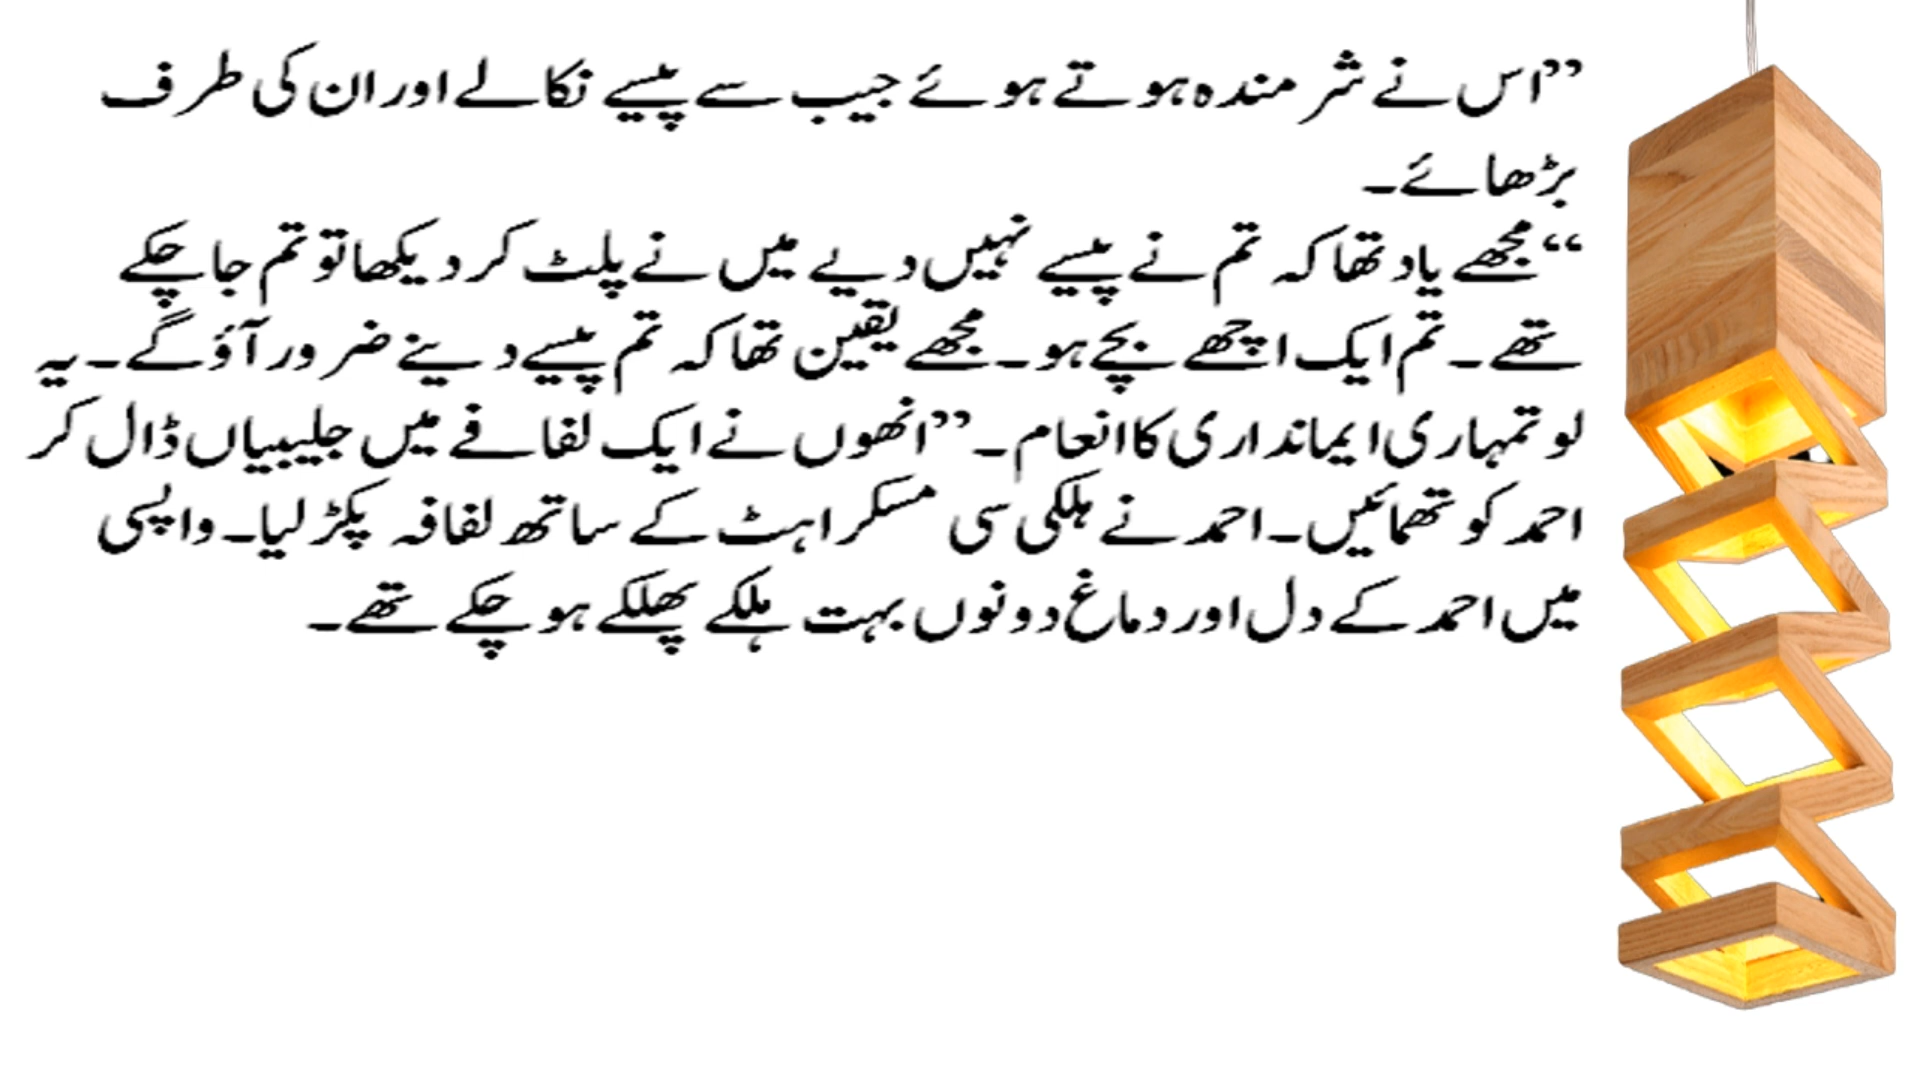 ”اس نے شرمندہ ہوتے ہوئے جیب سے پیسے نکالے اور ان کی طرف
بڑھائے۔
“مجھے یاد تھا کہ تم نے پیسے نہیں دیے میں نے پلٹ کر دیکھا تو تم جا چکے
تھے۔ تم ایک اچھے بچے ہو۔ مجھے یقین تھا کہ تم پیسے دینے ضرور آؤ گے۔ یہ
لو تمہاری ایمانداری کا انعام۔”انھوں نے ایک لفافے میں جلیبیاں ڈال کر
احمد کو تھمائیں۔ احمد نے ہلکی سی مسکراہٹ کے ساتھ لفافہ پکڑ لیا۔ واپسی
میں احمد کے دل اور دماغ دونوں بہت ہلکے پھلکے ہو چکے تھے۔